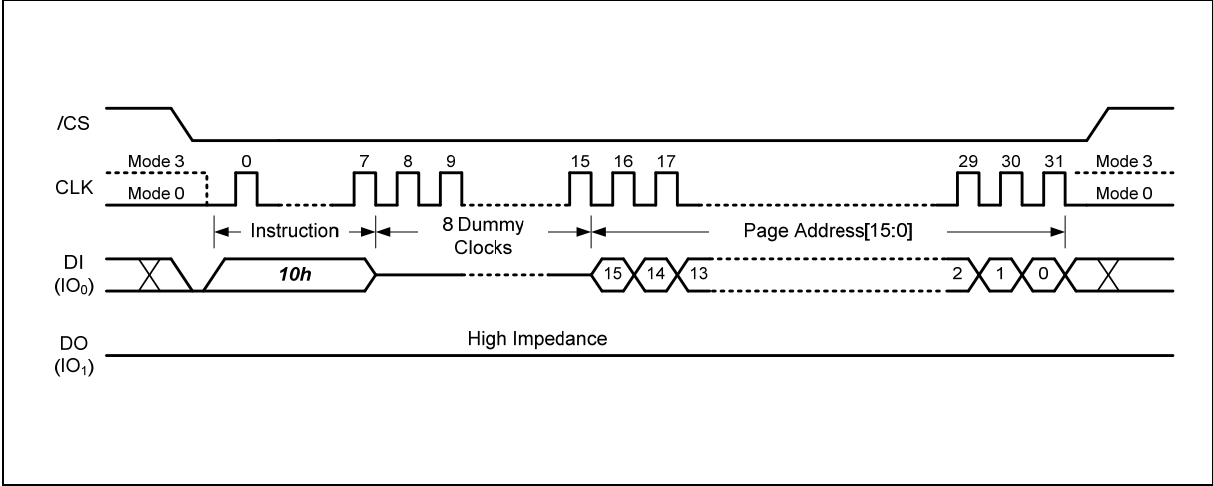 /CS
Mode 3 0 7 8 9 15 16 17 29 30 31 Mode 3
CLK
Mode 0 Mode 0
Instruction 8 Dummy Clocks Page Address[15:0]
DI
(IO₀)
10h 15 14 13 2 1 0
High Impedance
DO
(IO₁)